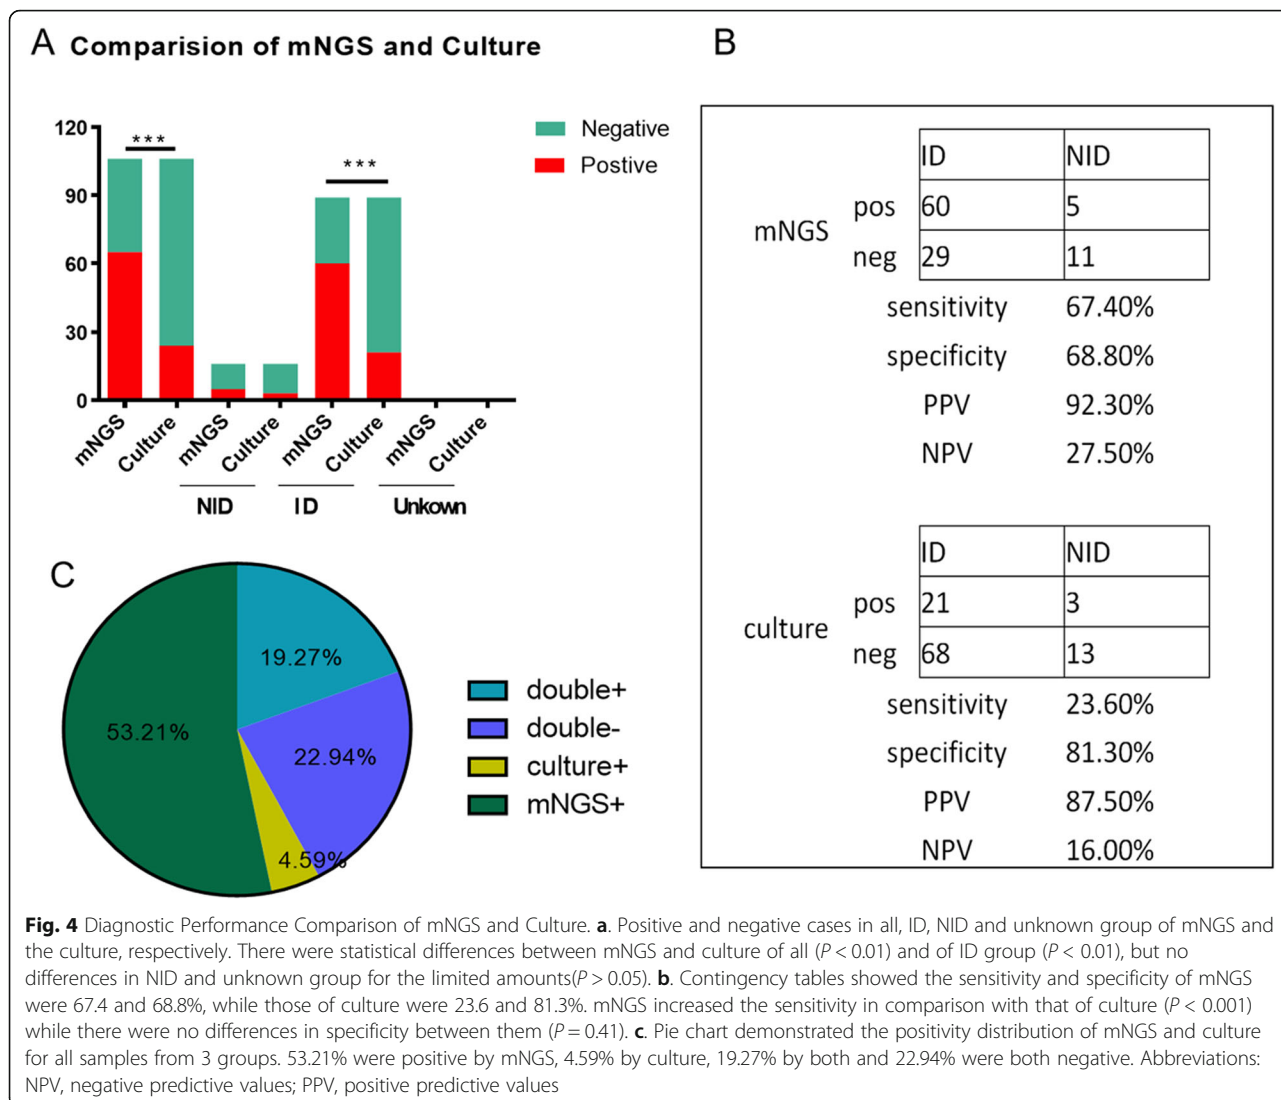 A Comparision of mNGS and Culture
Negative
Postive
120
90
60
30
0
***
***
mNGS
Culture
mNGS
Culture
mNGS
Culture
mNGS
Culture
NID
ID
Unkown
B
ID NID
mNGS
pos 60 5
neg 29 11
sensitivity 67.40%
specificity 68.80%
PPV 92.30%
NPV 27.50%
ID NID
culture
pos 21 3
neg 68 13
sensitivity 23.60%
specificity 81.30%
PPV 87.50%
NPV 16.00%
C
19.27%
22.94%
4.59%
53.21%
double+
double-
culture+
mNGS+
Fig. 4 Diagnostic Performance Comparison of mNGS and Culture. a. Positive and negative cases in all, ID, NID and unknown group of mNGS and
the culture, respectively. There were statistical differences between mNGS and culture of all (P < 0.01) and of ID group (P < 0.01), but no
differences in NID and unknown group for the limited amounts(P > 0.05). b. Contingency tables showed the sensitivity and specificity of mNGS
were 67.4 and 68.8%, while those of culture were 23.6 and 81.3%. mNGS increased the sensitivity in comparison with that of culture (P < 0.001)
while there were no differences in specificity between them (P = 0.41). c. Pie chart demonstrated the positivity distribution of mNGS and culture
for all samples from 3 groups. 53.21% were positive by mNGS, 4.59% by culture, 19.27% by both and 22.94% were both negative. Abbreviations:
NPV, negative predictive values; PPV, positive predictive values